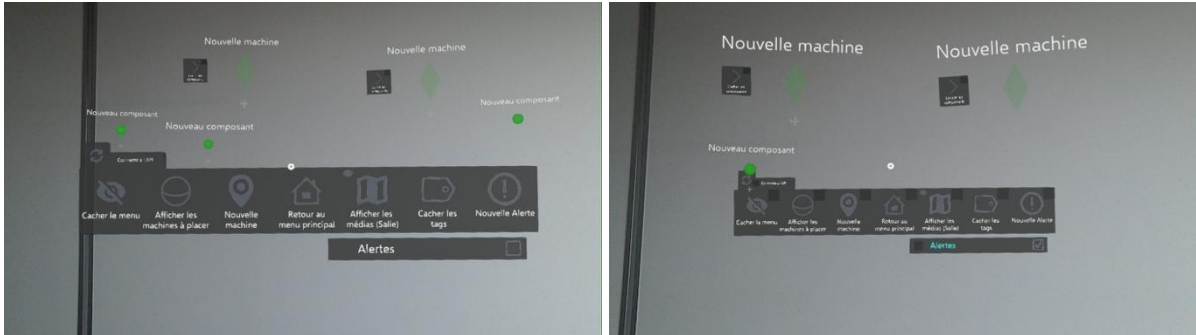 Nouvelle machine
Nouvelle machine
Nouveau composant
Nouveau composant
Nouveau composant
Cacher le menu
Afficher les
machines à placer
Nouvelle
machine
Retour au
menu principal
Afficher les
médias (Salle)
Cacher les
tags
Nouvelle Alerte
Alertes
Nouvelle machine
Nouvelle machine
Nouveau composant
Cacher le menu
Afficher les
machines à placer
Nouvelle
machine
Retour au
menu principal
Afficher les
médias (Salle)
Cacher les
tags
Nouvelle Alerte
Alertes